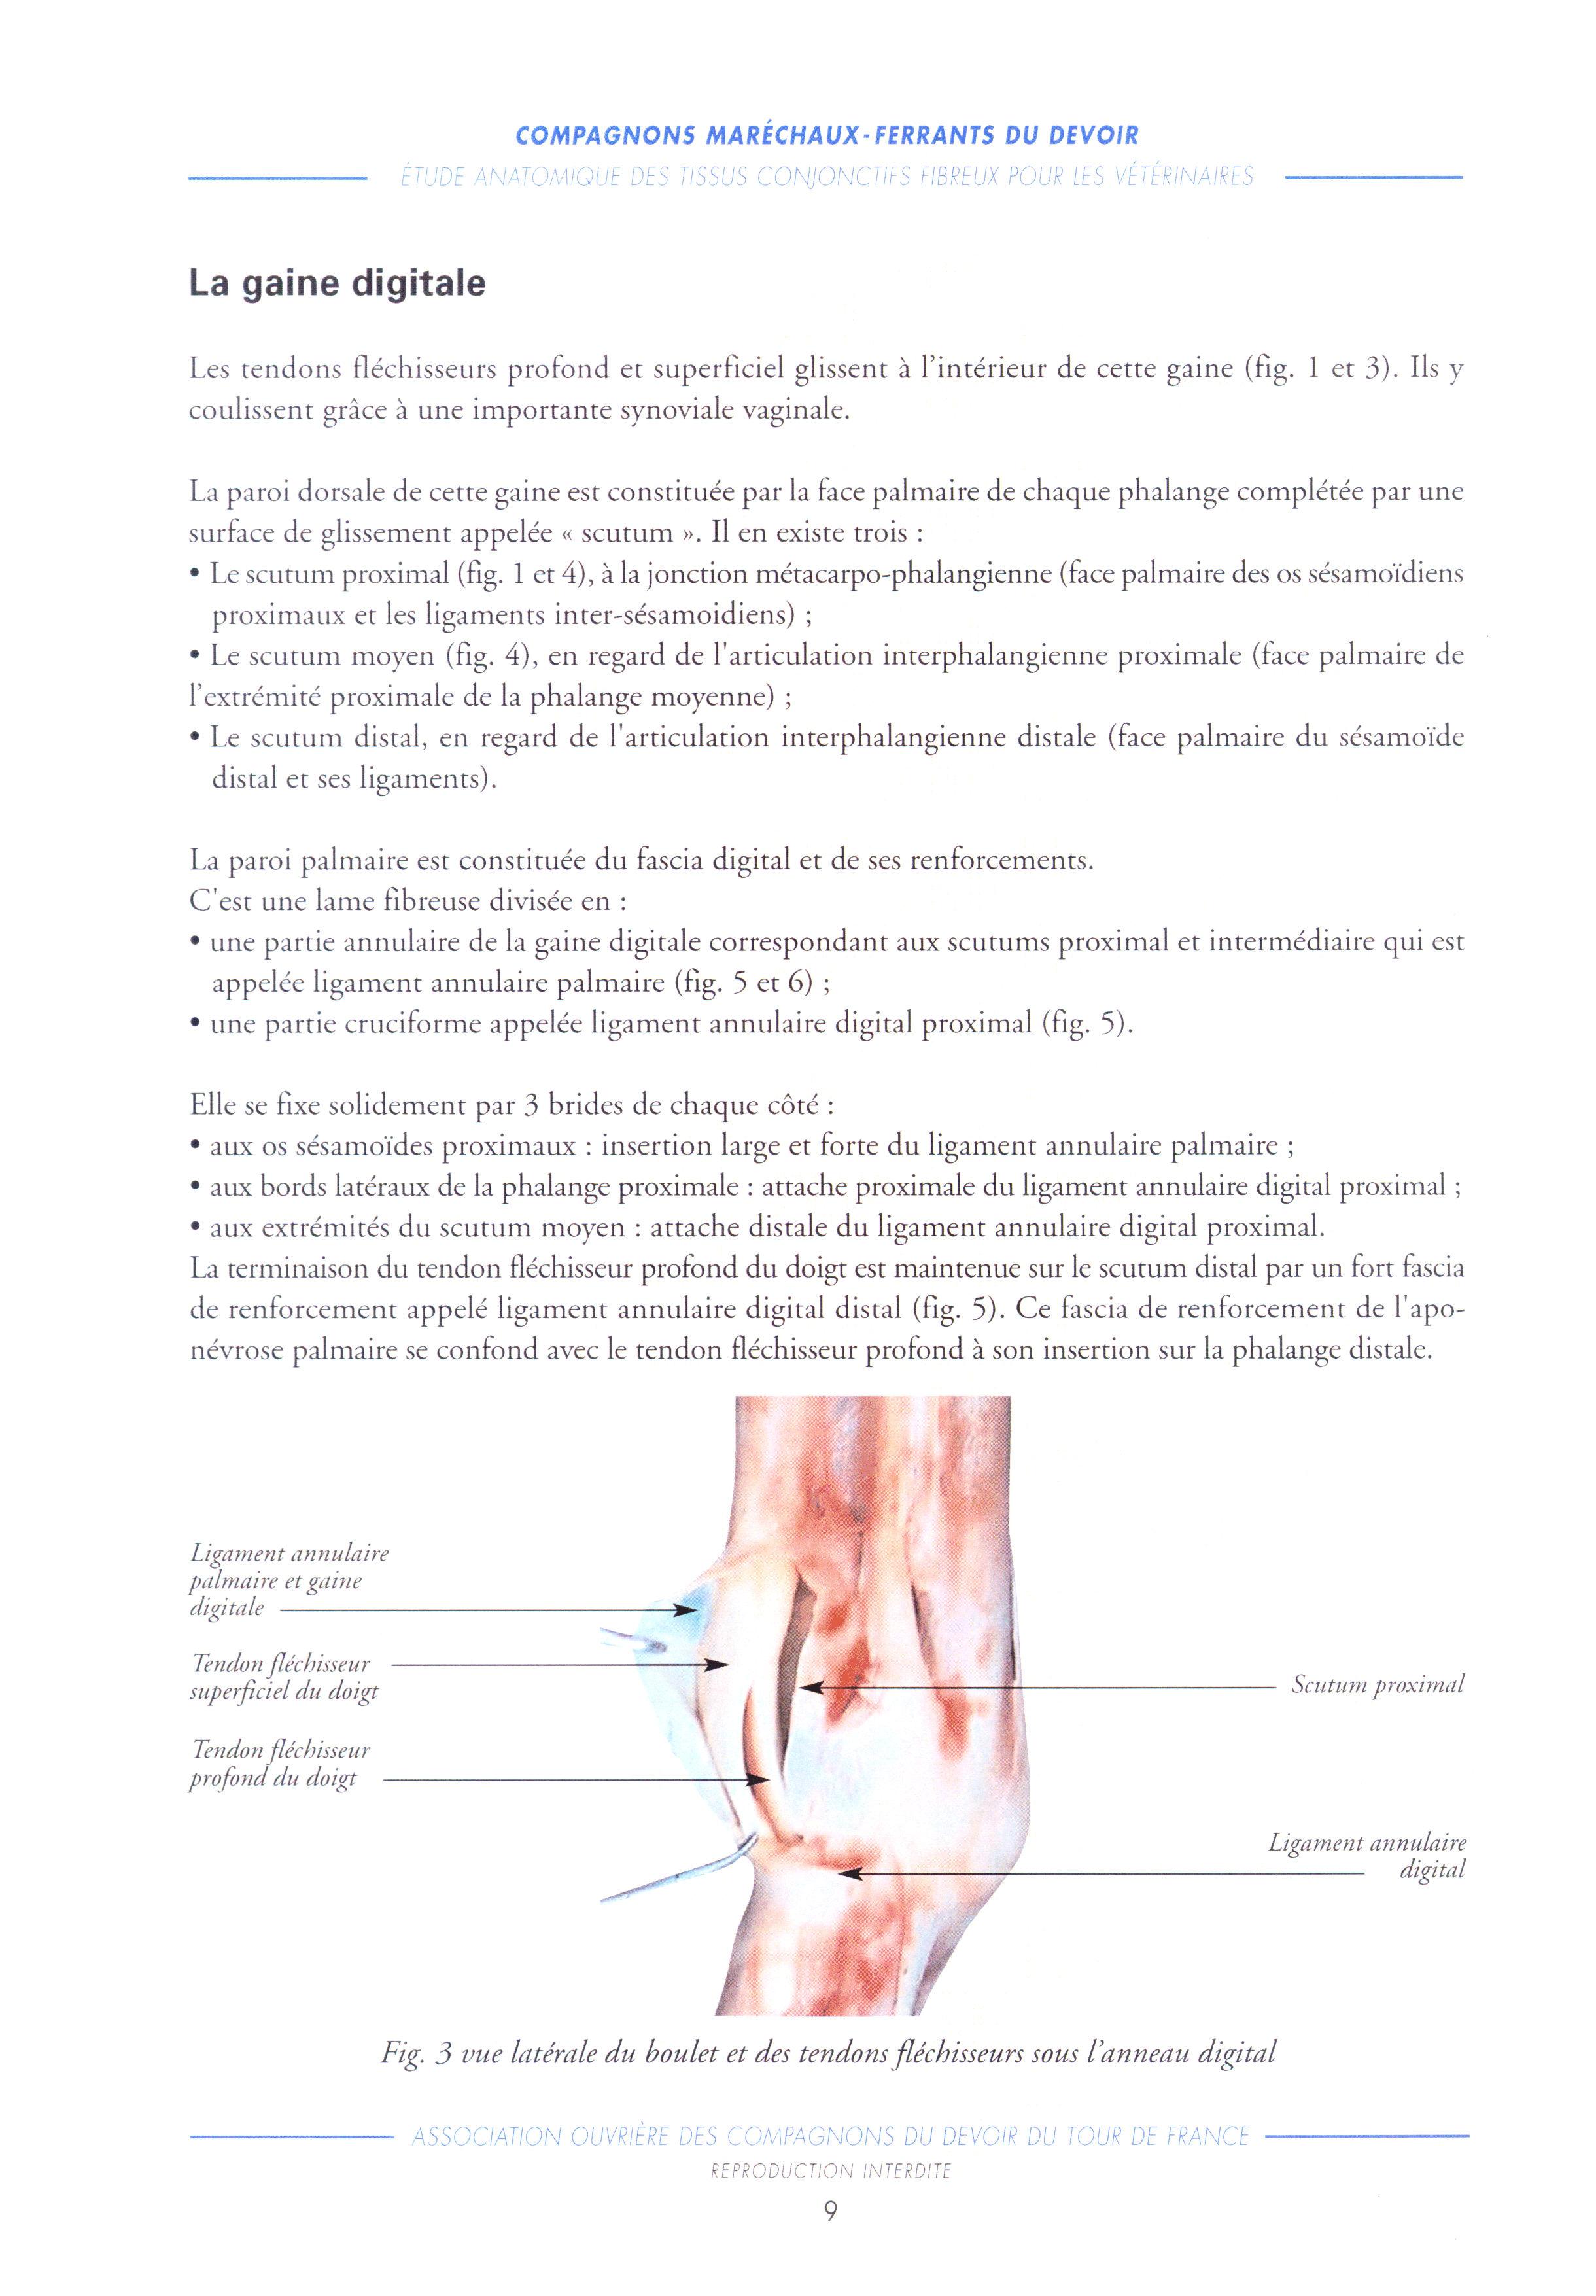 COMPAGNONS MARÉCHAUX-FERRANTS DU DEVOIR
ÉTUDE ANATOMIQUE DES TISSUS CONJONCTIFS FIBREUX POUR LES VÉTÉRINAIRES
La gaine digitale
Les tendons fléchisseurs profond et superficiel glissent à l’intérieur de cette gaine (fig. 1 et 3). Ils y
coulissent grâce à une importante synoviale vaginale.
La paroi dorsale de cette gaine est constituée par la face palmaire de chaque phalange complétée par une
surface de glissement appelée « scutum ». Il en existe trois :
• Le scutum proximal (fig. 1 et 4), à la jonction métacarpo-phalangienne (face palmaire des os sésamoïdiens
proximaux et les ligaments inter-sésamoidiens) ;
• Le scutum moyen (fig. 4), en regard de l'articulation interphalangienne proximale (face palmaire de
l’extrémité proximale de la phalange moyenne) ;
• Le scutum distal, en regard de l'articulation interphalangienne distale (face palmaire du sésamoïde
distal et ses ligaments).
La paroi palmaire est constituée du fascia digital et de ses renforcements.
C'est une lame fibreuse divisée en :
• une partie annulaire de la gaine digitale correspondant aux scutums proximal et intermédiaire qui est
appelée ligament annulaire palmaire (fig. 5 et 6) ;
• une partie cruciforme appelée ligament annulaire digital proximal (fig. 5).
Elle se fixe solidement par 3 brides de chaque côté :
• aux os sésamoïdes proximaux : insertion large et forte du ligament annulaire palmaire ;
• aux bords latéraux de la phalange proximale : attache proximale du ligament annulaire digital proximal ;
• aux extrémités du scutum moyen : attache distale du ligament annulaire digital proximal.
La terminaison du tendon fléchisseur profond du doigt est maintenue sur le scutum distal par un fort fascia
de renforcement appelé ligament annulaire digital distal (fig. 5). Ce fascia de renforcement de l'apo-
névrose palmaire se confond avec le tendon fléchisseur profond à son insertion sur la phalange distale.
Ligament annulaire
palmaire et gaine
digitale
Tendon fléchisseur
superficiel du doigt
Tendon fléchisseur
profond du doigt
Scutum proximal
Ligament annulaire
digital
Fig. 3 vue latérale du boulet et des tendons fléchisseurs sous l’anneau digital
ASSOCIATION OUVRIÈRE DES COMPAGNONS DU DEVOIR DU TOUR DE FRANCE
REPRODUCTION INTERDITE
9